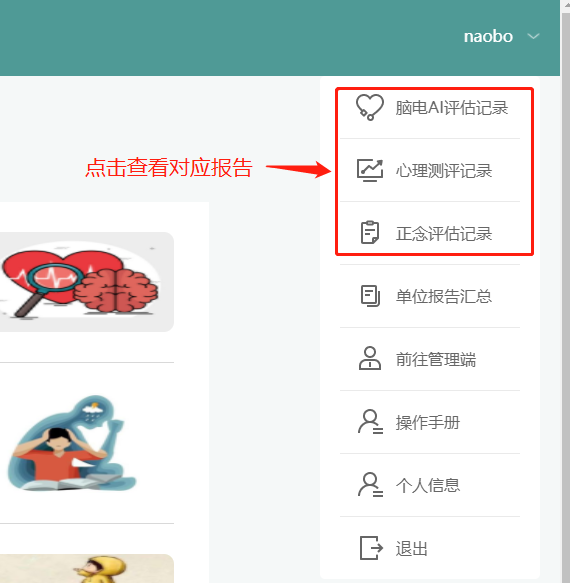 naobo
脑电AI评估记录
点击查看对应报告
心理测评记录
正念评估记录
单位报告汇总
前往管理端
操作手册
个人信息
退出